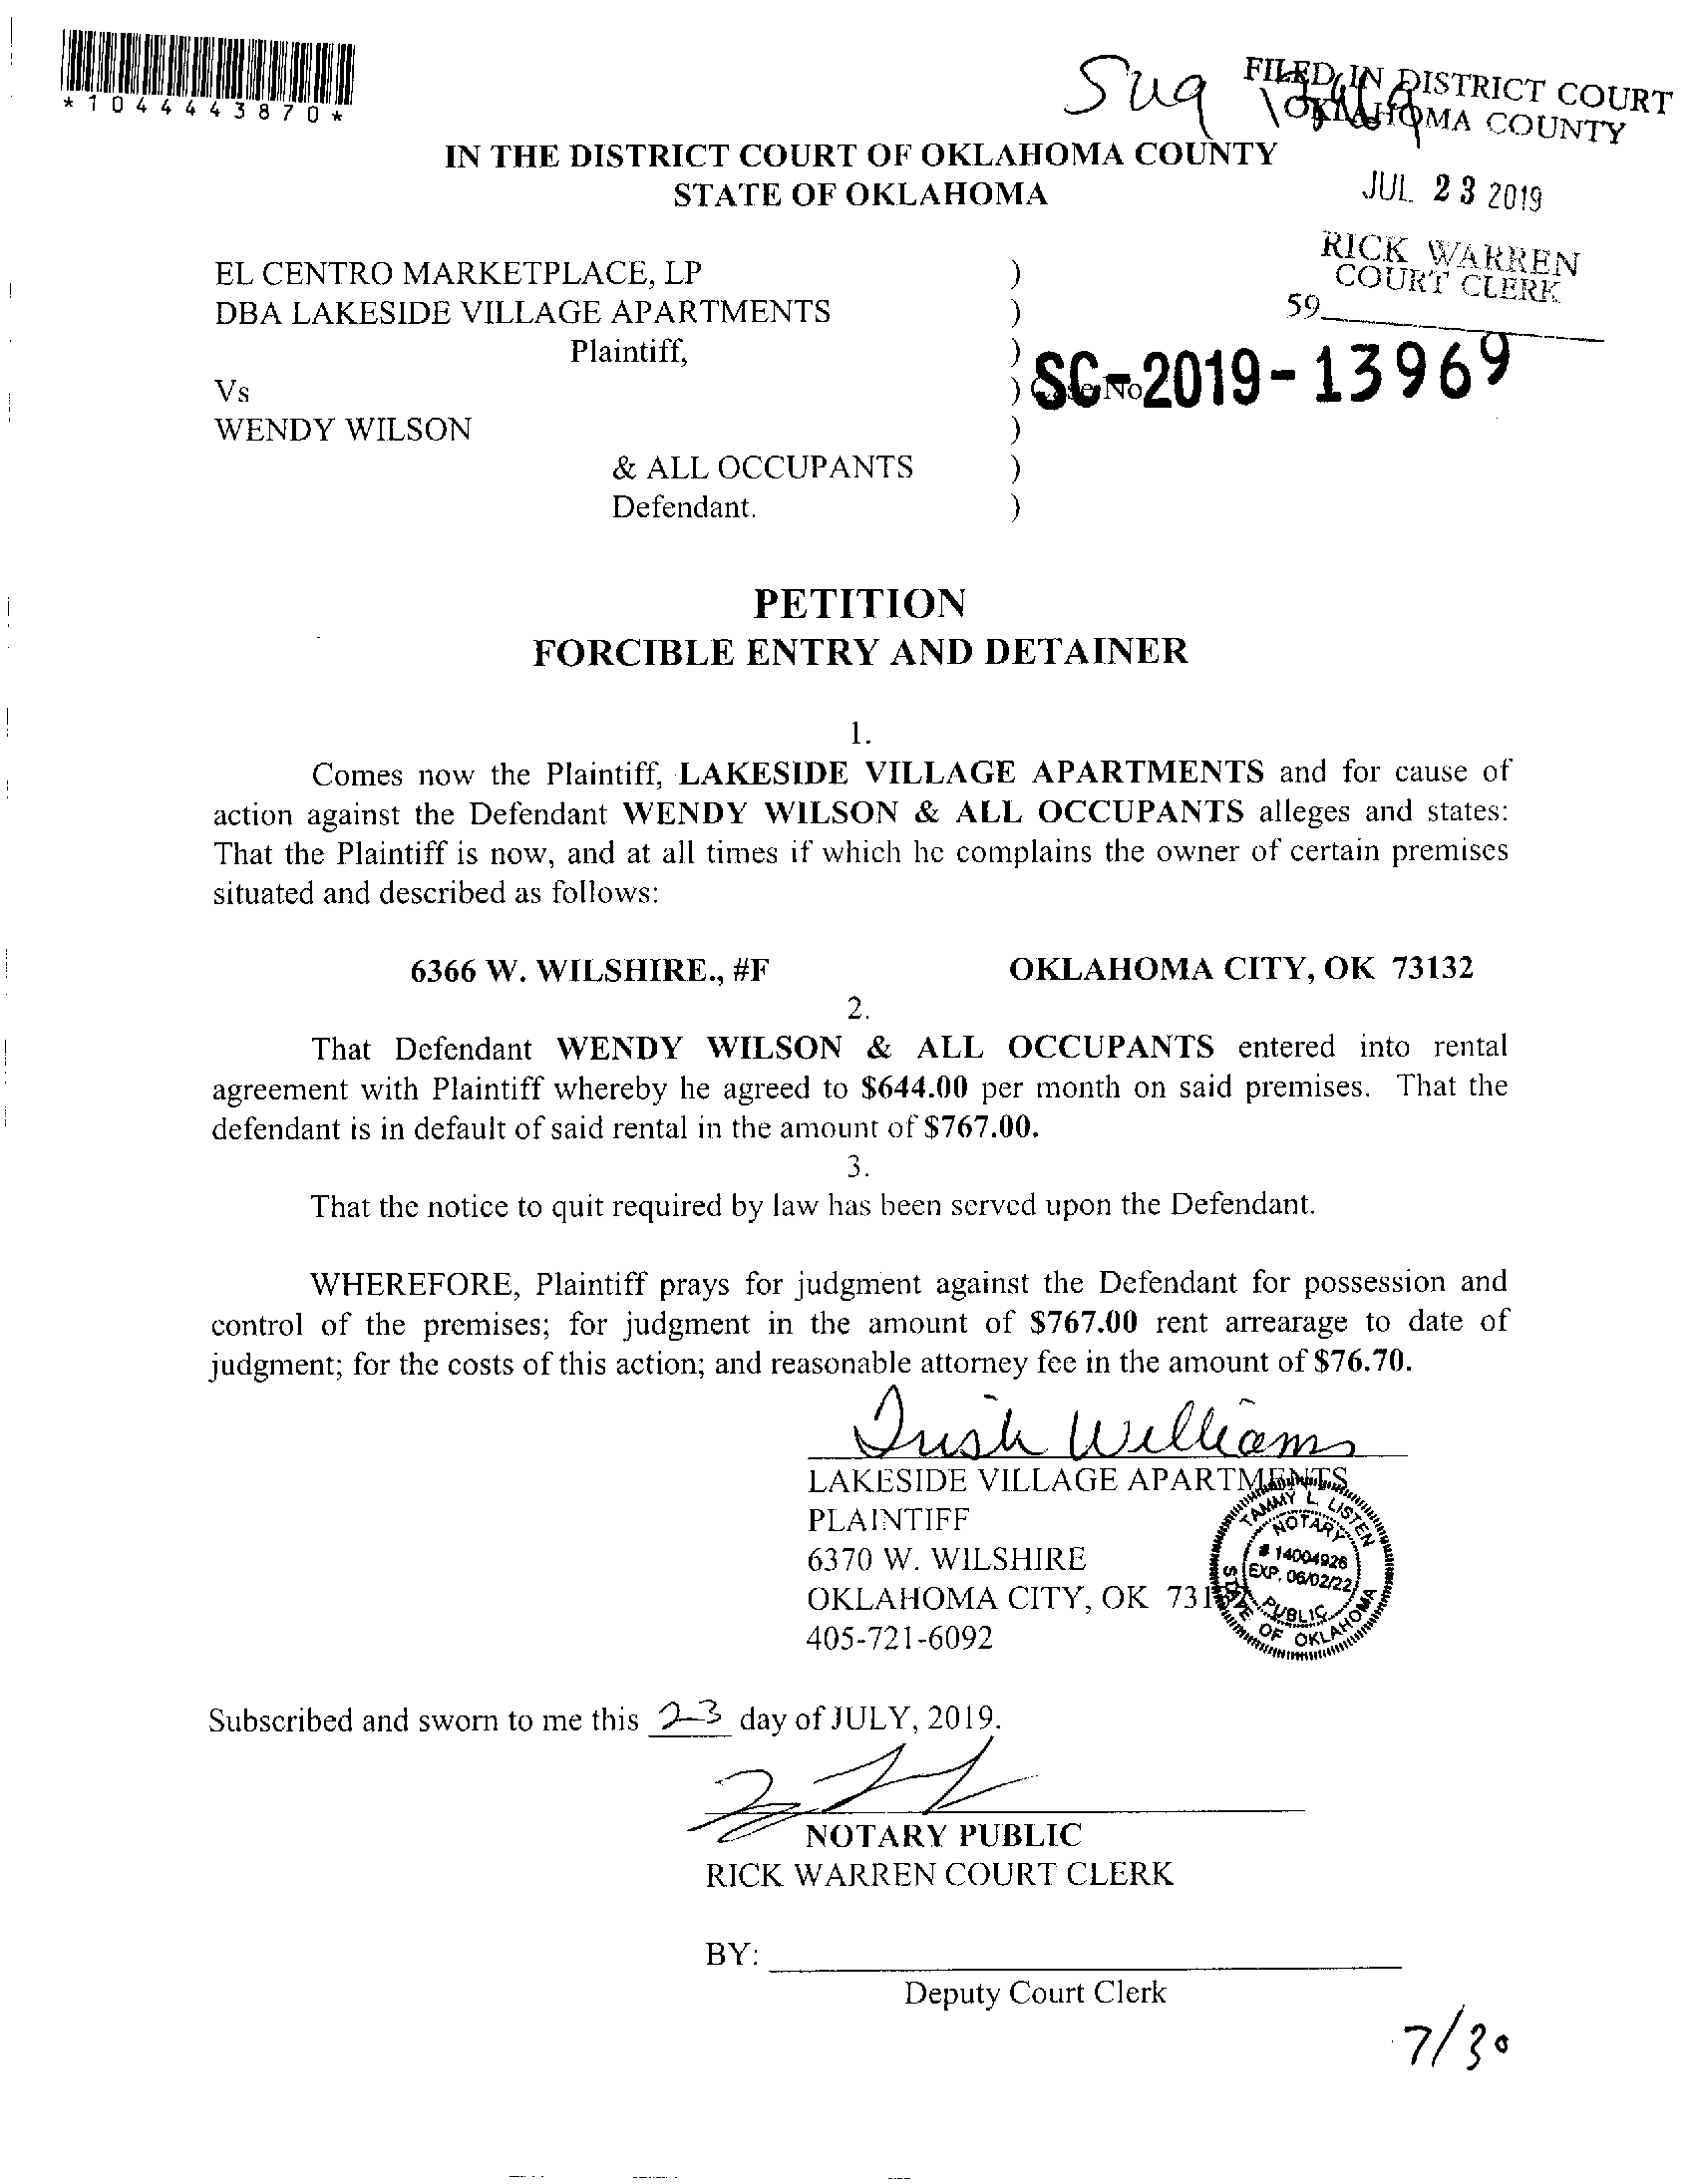 *1044443870*
FILED IN DISTRICT COURT
OKLAHOMA COUNTY
IN THE DISTRICT COURT OF OKLAHOMA COUNTY
STATE OF OKLAHOMA
JUL 23 2019
RICK WARREN
COURT CLERK
59
EL CENTRO MARKETPLACE, LP )
DBA LAKESIDE VILLAGE APARTMENTS )
Plaintiff, )
Vs ) Case No SC-2019-13969
WENDY WILSON )
& ALL OCCUPANTS )
Defendant. )
PETITION
FORCIBLE ENTRY AND DETAINER
1.
Comes now the Plaintiff, LAKESIDE VILLAGE APARTMENTS and for cause of
action against the Defendant WENDY WILSON & ALL OCCUPANTS alleges and states:
That the Plaintiff is now, and at all times if which he complains the owner of certain premises
situated and described as follows:
6366 W. WILSHIRE., #F OKLAHOMA CITY, OK 73132
2.
That Defendant WENDY WILSON & ALL OCCUPANTS entered into rental
agreement with Plaintiff whereby he agreed to $644.00 per month on said premises. That the
defendant is in default of said rental in the amount of $767.00.
3.
That the notice to quit required by law has been served upon the Defendant.
WHEREFORE, Plaintiff prays for judgment against the Defendant for possession and
control of the premises; for judgment in the amount of $767.00 rent arrearage to date of
judgment; for the costs of this action; and reasonable attorney fee in the amount of $76.70.
Trish Williams
LAKESIDE VILLAGE APARTMENTS
PLAINTIFF
6370 W. WILSHIRE
OKLAHOMA CITY, OK 731
405-721-6092
TAMMY L. LISTEN
NOTARY
# 14004926
EXP. 06/02/22
PUBLIC
STATE OF OKLAHOMA
Subscribed and sworn to me this 23 day of JULY, 2019.
NOTARY PUBLIC
RICK WARREN COURT CLERK
BY:
Deputy Court Clerk
7/30